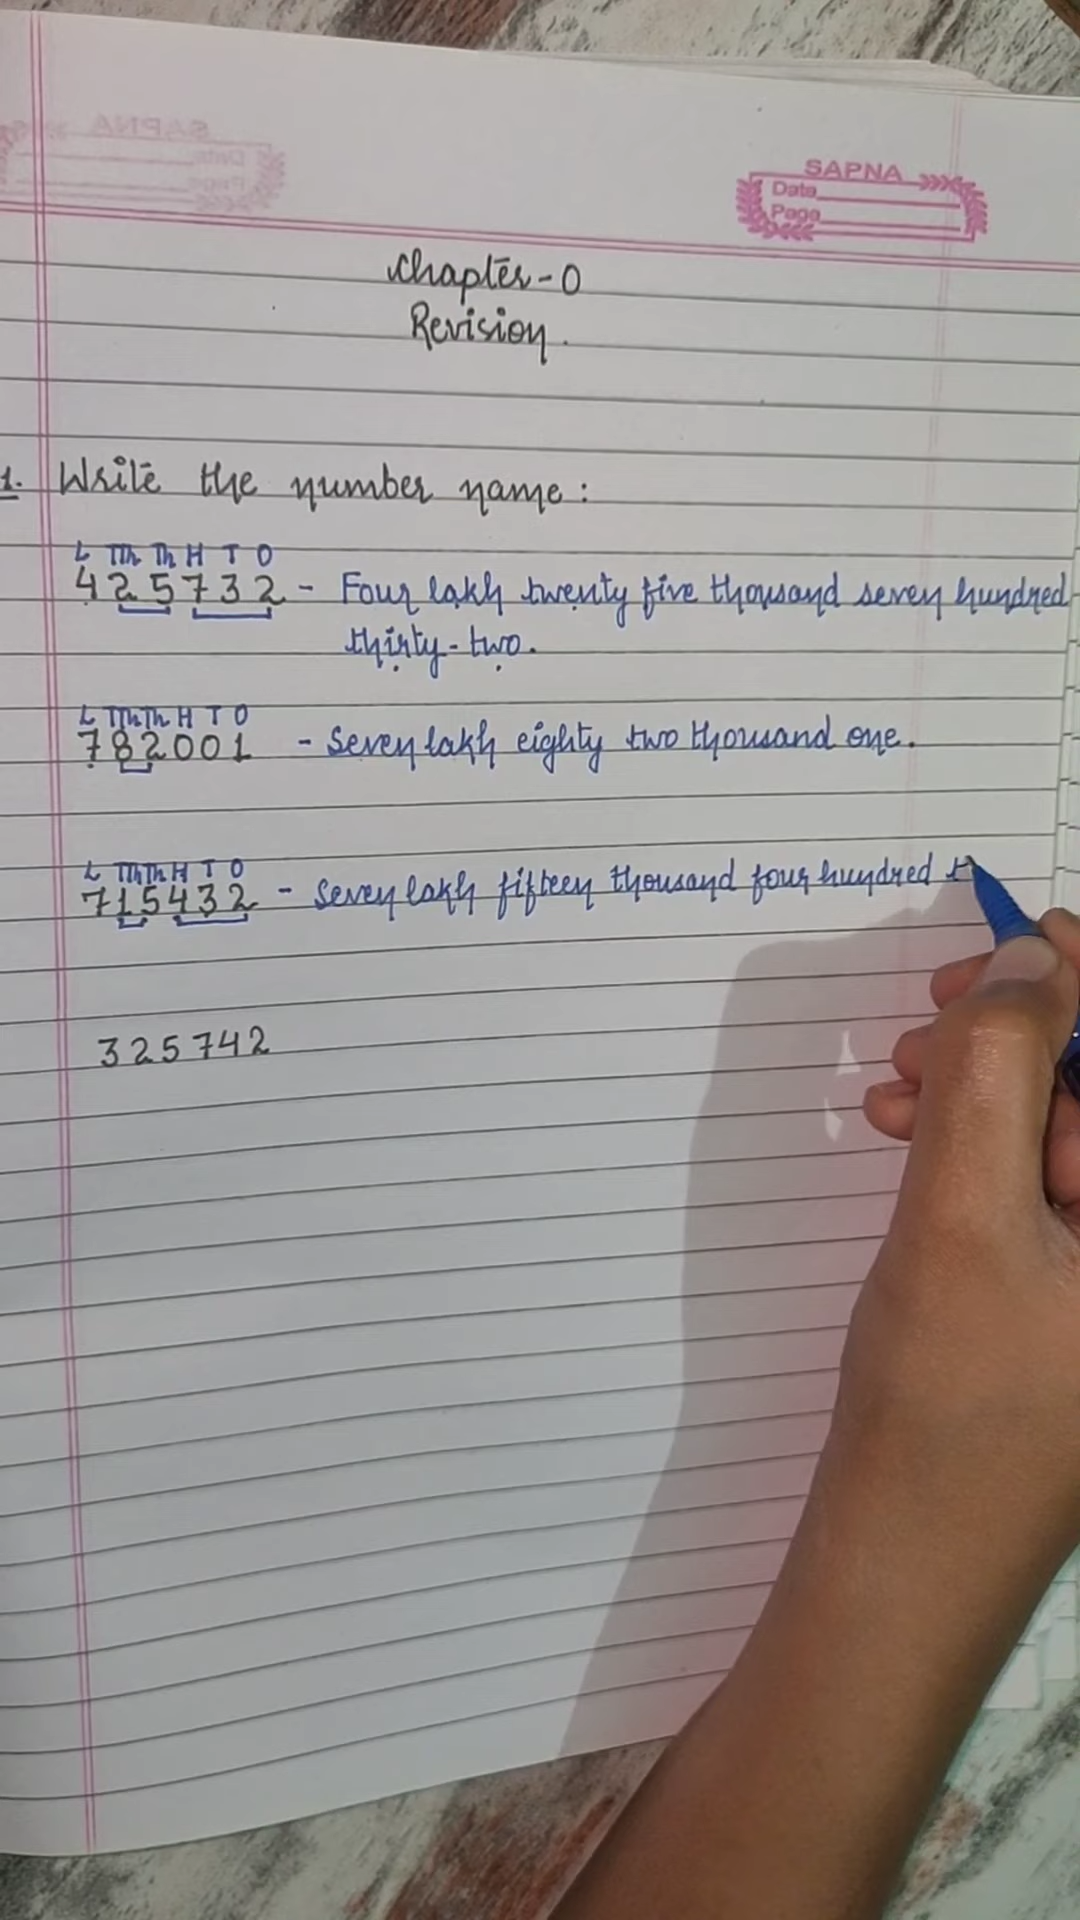 SAPNA
Date
Page
Chapter-0
Revision.
1. Write the number name:
L TTh Th H T O
425732 - Four lakh twenty five thousand seven hundred
thirty-two.
L TTh Th H T O
782001 - Seven lakh eighty two thousand one.
L TTh Th H T O
715432 - Seven lakh fifteen thousand four hundred t
325742